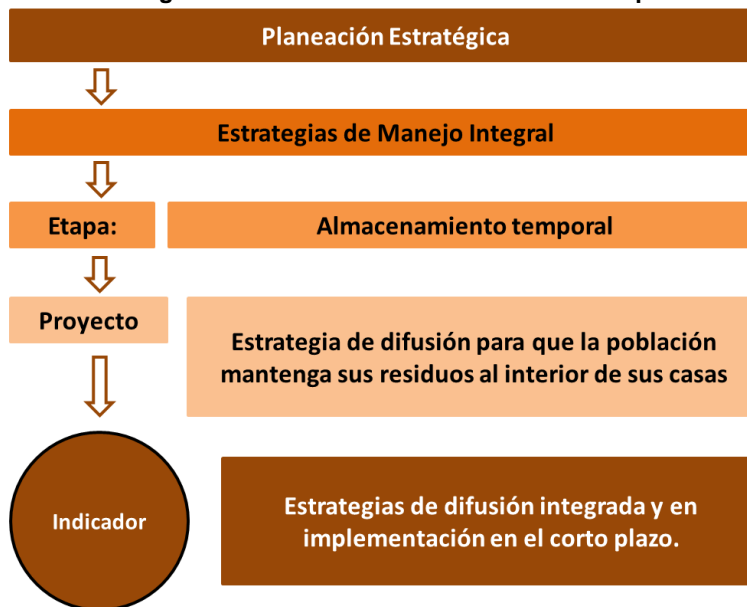 Planeación Estratégica
Estrategias de Manejo Integral
Etapa:
Almacenamiento temporal
Proyecto
Estrategia de difusión para que la población
mantenga sus residuos al interior de sus casas
Indicador
Estrategias de difusión integrada y en
implementación en el corto plazo.